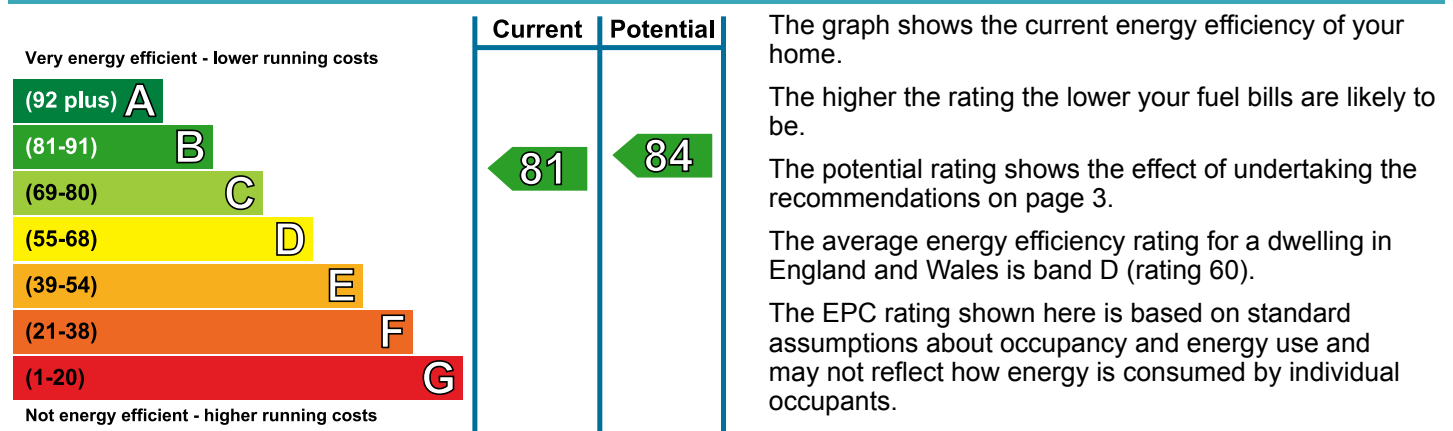 Current Potential
Very energy efficient - lower running costs
(92 plus) A
(81-91) B
(69-80) C
(55-68) D
(39-54) E
(21-38) F
(1-20) G
Not energy efficient - higher running costs
81
84
The graph shows the current energy efficiency of your
home.
The higher the rating the lower your fuel bills are likely to
be.
The potential rating shows the effect of undertaking the
recommendations on page 3.
The average energy efficiency rating for a dwelling in
England and Wales is band D (rating 60).
The EPC rating shown here is based on standard
assumptions about occupancy and energy use and
may not reflect how energy is consumed by individual
occupants.